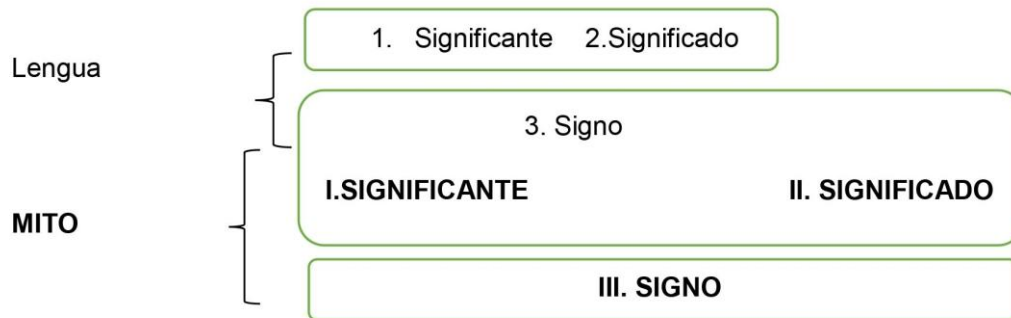 1. Significante 2.Significado
Lengua
3. Signo
I.SIGNIFICANTE II. SIGNIFICADO
MITO
III. SIGNO